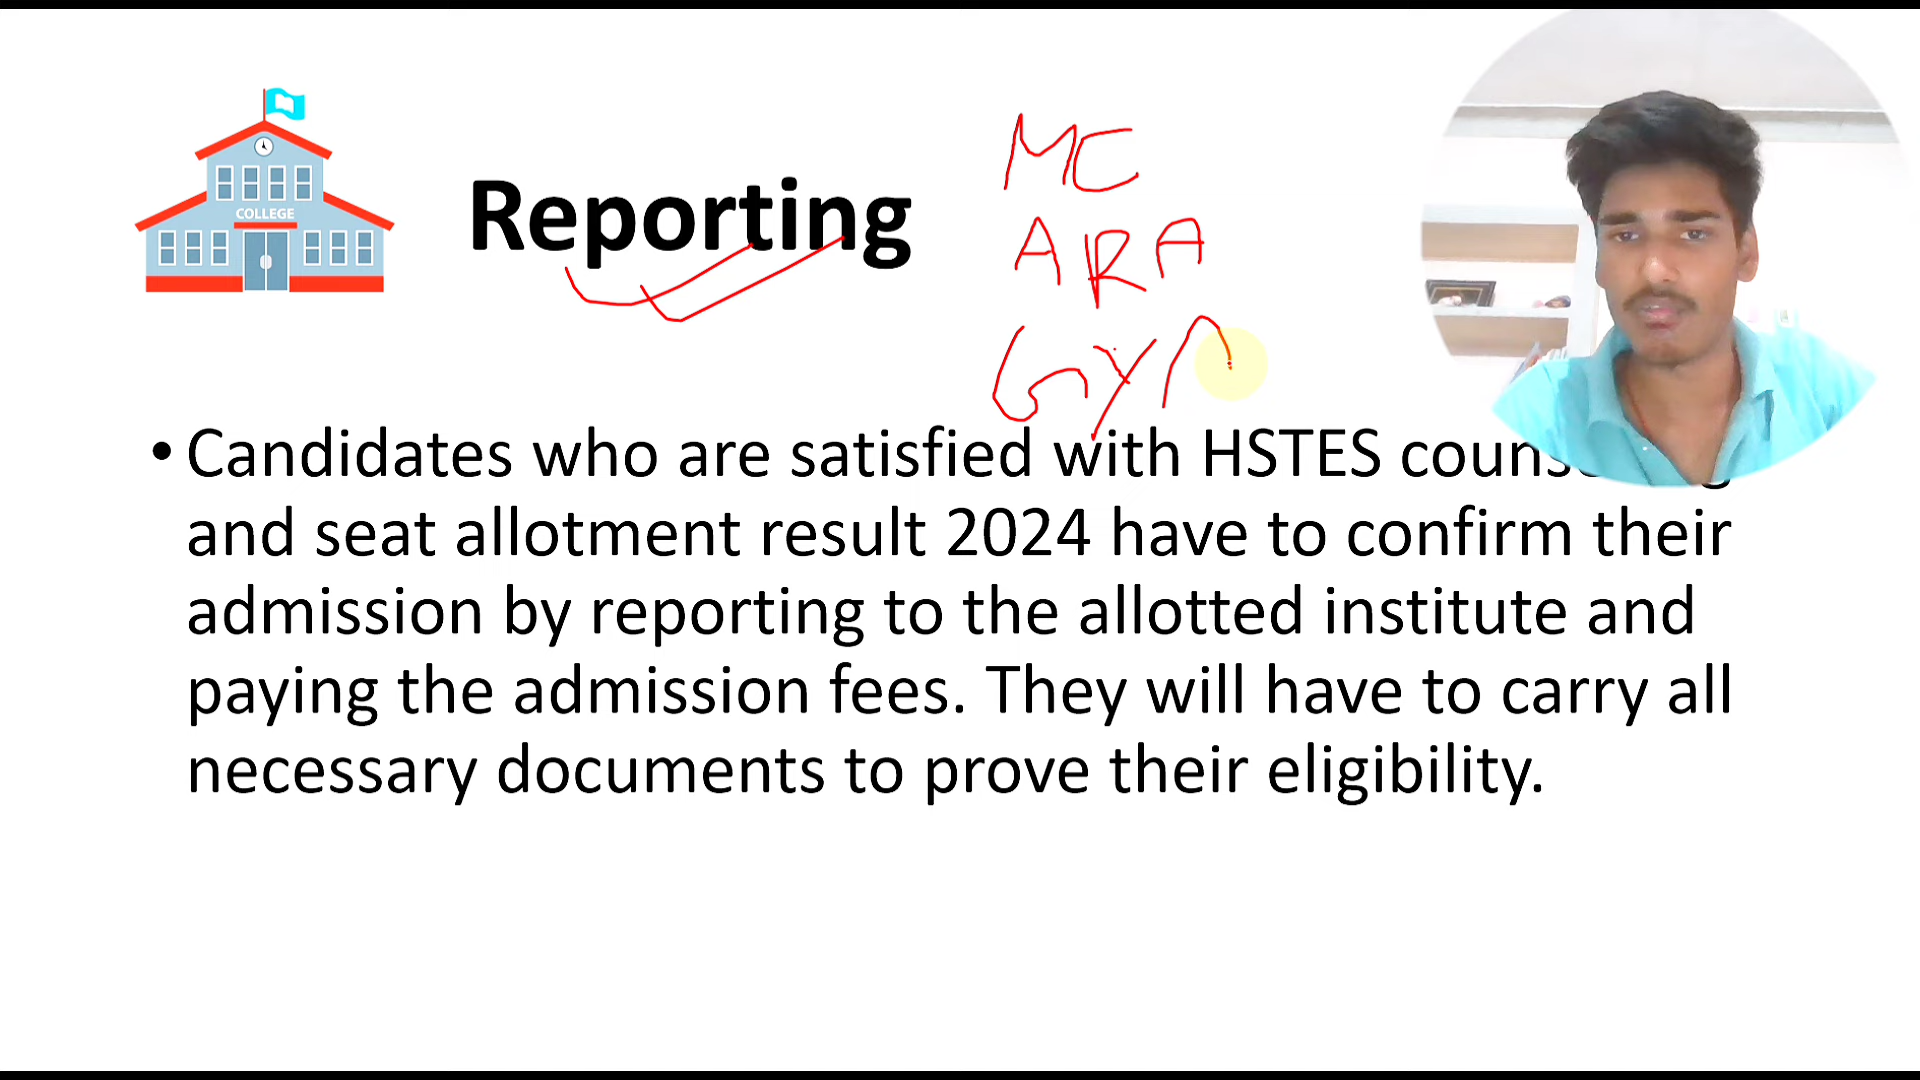 COLLEGE
Reporting
MC
ARA
GYA
• Candidates who are satisfied with HSTES
and seat allotment result 2024 have to confirm their
admission by reporting to the allotted institute and
paying the admission fees. They will have to carry all
necessary documents to prove their eligibility.